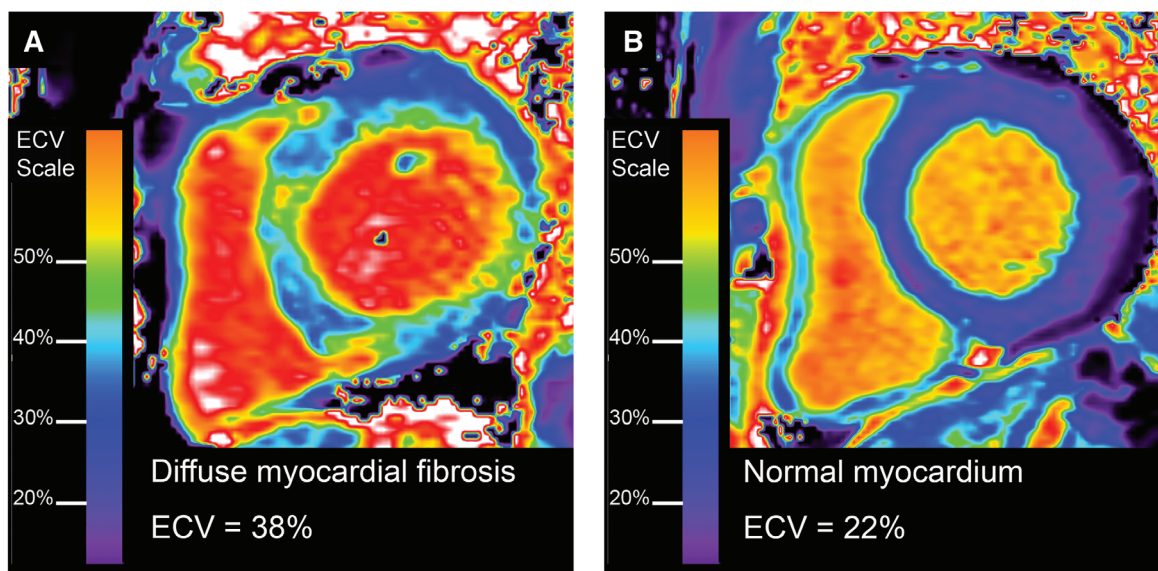 A
ECV
Scale
50%
40%
30%
20%
Diffuse myocardial fibrosis
ECV = 38%
B
ECV
Scale
50%
40%
30%
20%
Normal myocardium
ECV = 22%